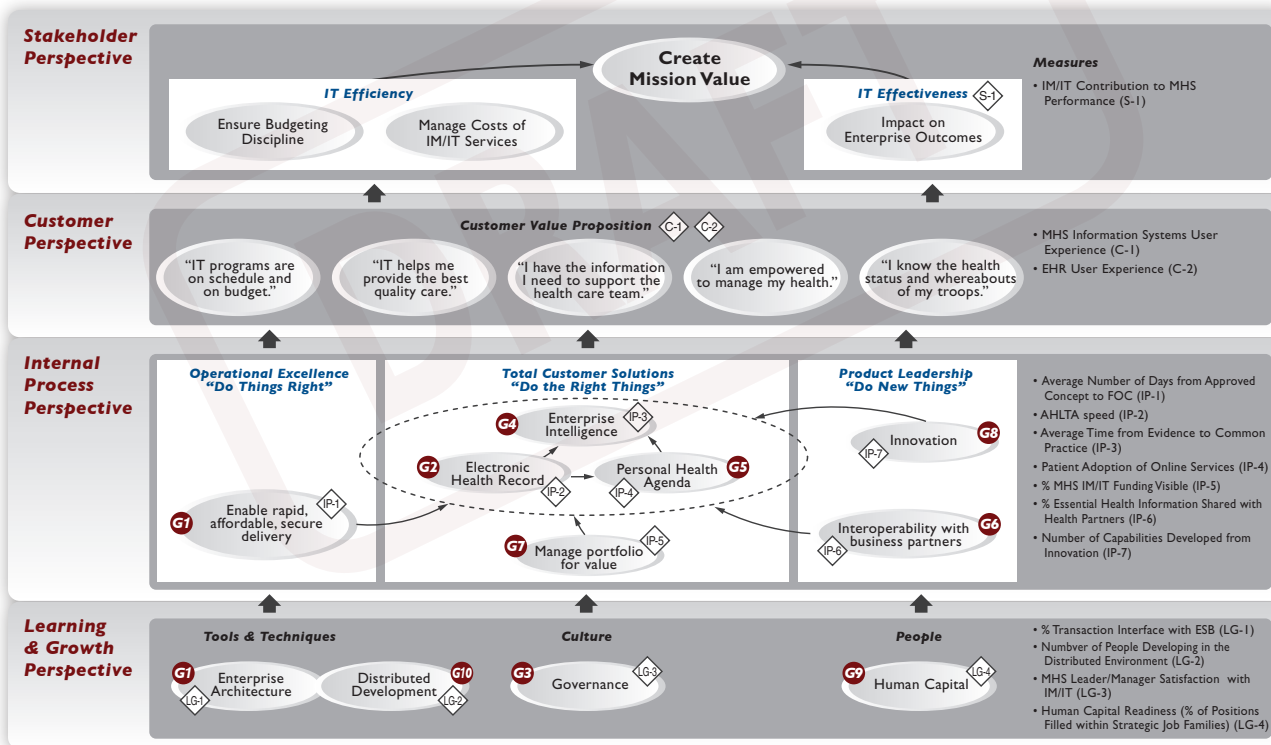 Stakeholder
Perspective
Create
Mission Value
Measures
• IM/IT Contribution to MHS
Performance (S-1)
IT Efficiency
Ensure Budgeting
Discipline
Manage Costs of
IM/IT Services
IT Effectiveness
S-1
Impact on
Enterprise Outcomes
DRAFT
Customer
Perspective
Customer Value Proposition
C-1
C-2
“IT programs are
on schedule and
on budget.”
“IT helps me
provide the best
quality care.”
“I have the information
I need to support the
health care team.”
“I am empowered
to manage my health.”
“I know the health
status and whereabouts
of my troops.”
• MHS Information Systems User
Experience (C-1)
• EHR User Experience (C-2)
Internal
Process
Perspective
Operational Excellence
“Do Things Right”
G1
Enable rapid,
affordable, secure
delivery
IP-1
Total Customer Solutions
“Do the Right Things”
G4
Enterprise
Intelligence
IP-3
G2
Electronic
Health Record
IP-2
Personal Health
Agenda
IP-4
G5
G7
Manage portfolio
for value
IP-5
Product Leadership
“Do New Things”
Innovation
G8
IP-7
Interoperability with
business partners
G6
IP-6
• Average Number of Days from Approved
Concept to FOC (IP-1)
• AHLTA speed (IP-2)
• Average Time from Evidence to Common
Practice (IP-3)
• Patient Adoption of Online Services (IP-4)
• % MHS IM/IT Funding Visible (IP-5)
• % Essential Health Information Shared with
Health Partners (IP-6)
• Number of Capabilities Developed from
Innovation (IP-7)
Learning
& Growth
Perspective
Tools & Techniques
G1
Enterprise
Architecture
LG-1
Distributed
Development
G10
LG-2
Culture
G3
Governance
LG-3
People
G9
Human Capital
LG-4
• % Transaction Interface with ESB (LG-1)
• Numbver of People Developing in the
Distributed Environment (LG-2)
• MHS Leader/Manager Satisfaction with
IM/IT (LG-3)
• Human Capital Readiness (% of Positions
Filled within Strategic Job Families) (LG-4)